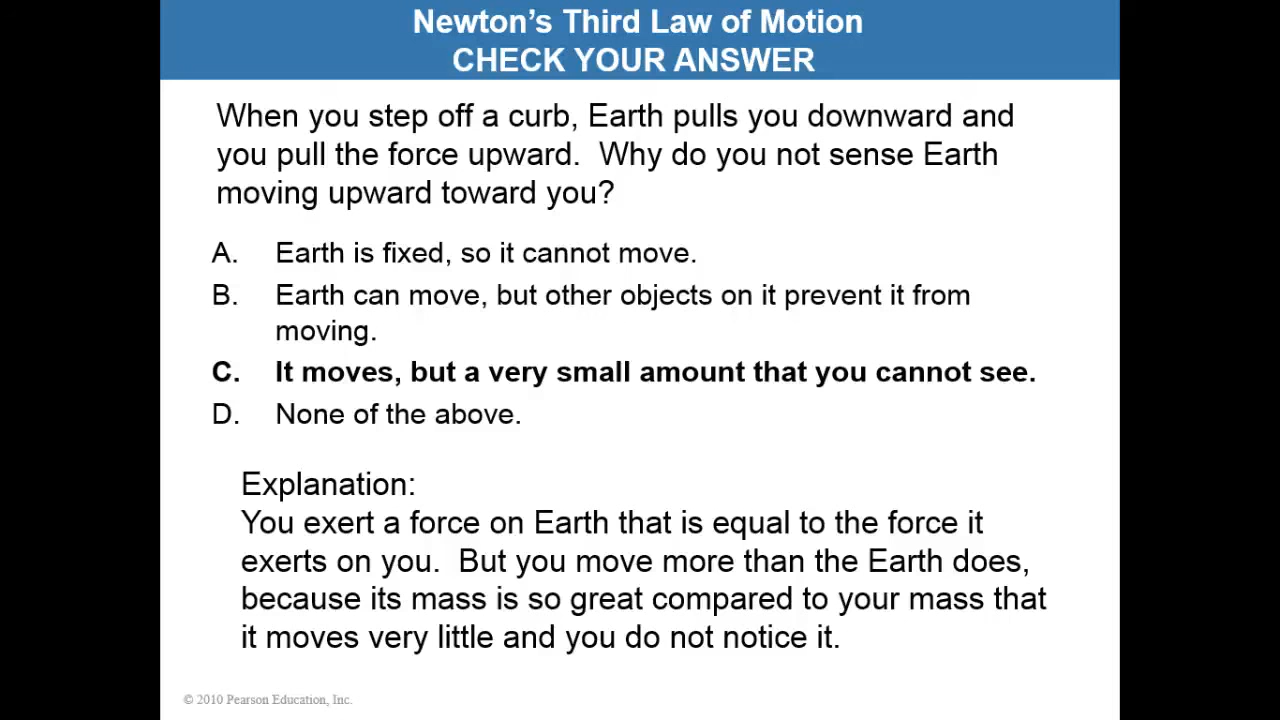 Newton's Third Law of Motion
CHECK YOUR ANSWER
When you step off a curb, Earth pulls you downward and
you pull the force upward.  Why do you not sense Earth
moving upward toward you?
A. Earth is fixed, so it cannot move.
B. Earth can move, but other objects on it prevent it from
moving.
C. It moves, but a very small amount that you cannot see.
D. None of the above.
Explanation:
You exert a force on Earth that is equal to the force it
exerts on you.  But you move more than the Earth does,
because its mass is so great compared to your mass that
it moves very little and you do not notice it.
© 2010 Pearson Education, Inc.